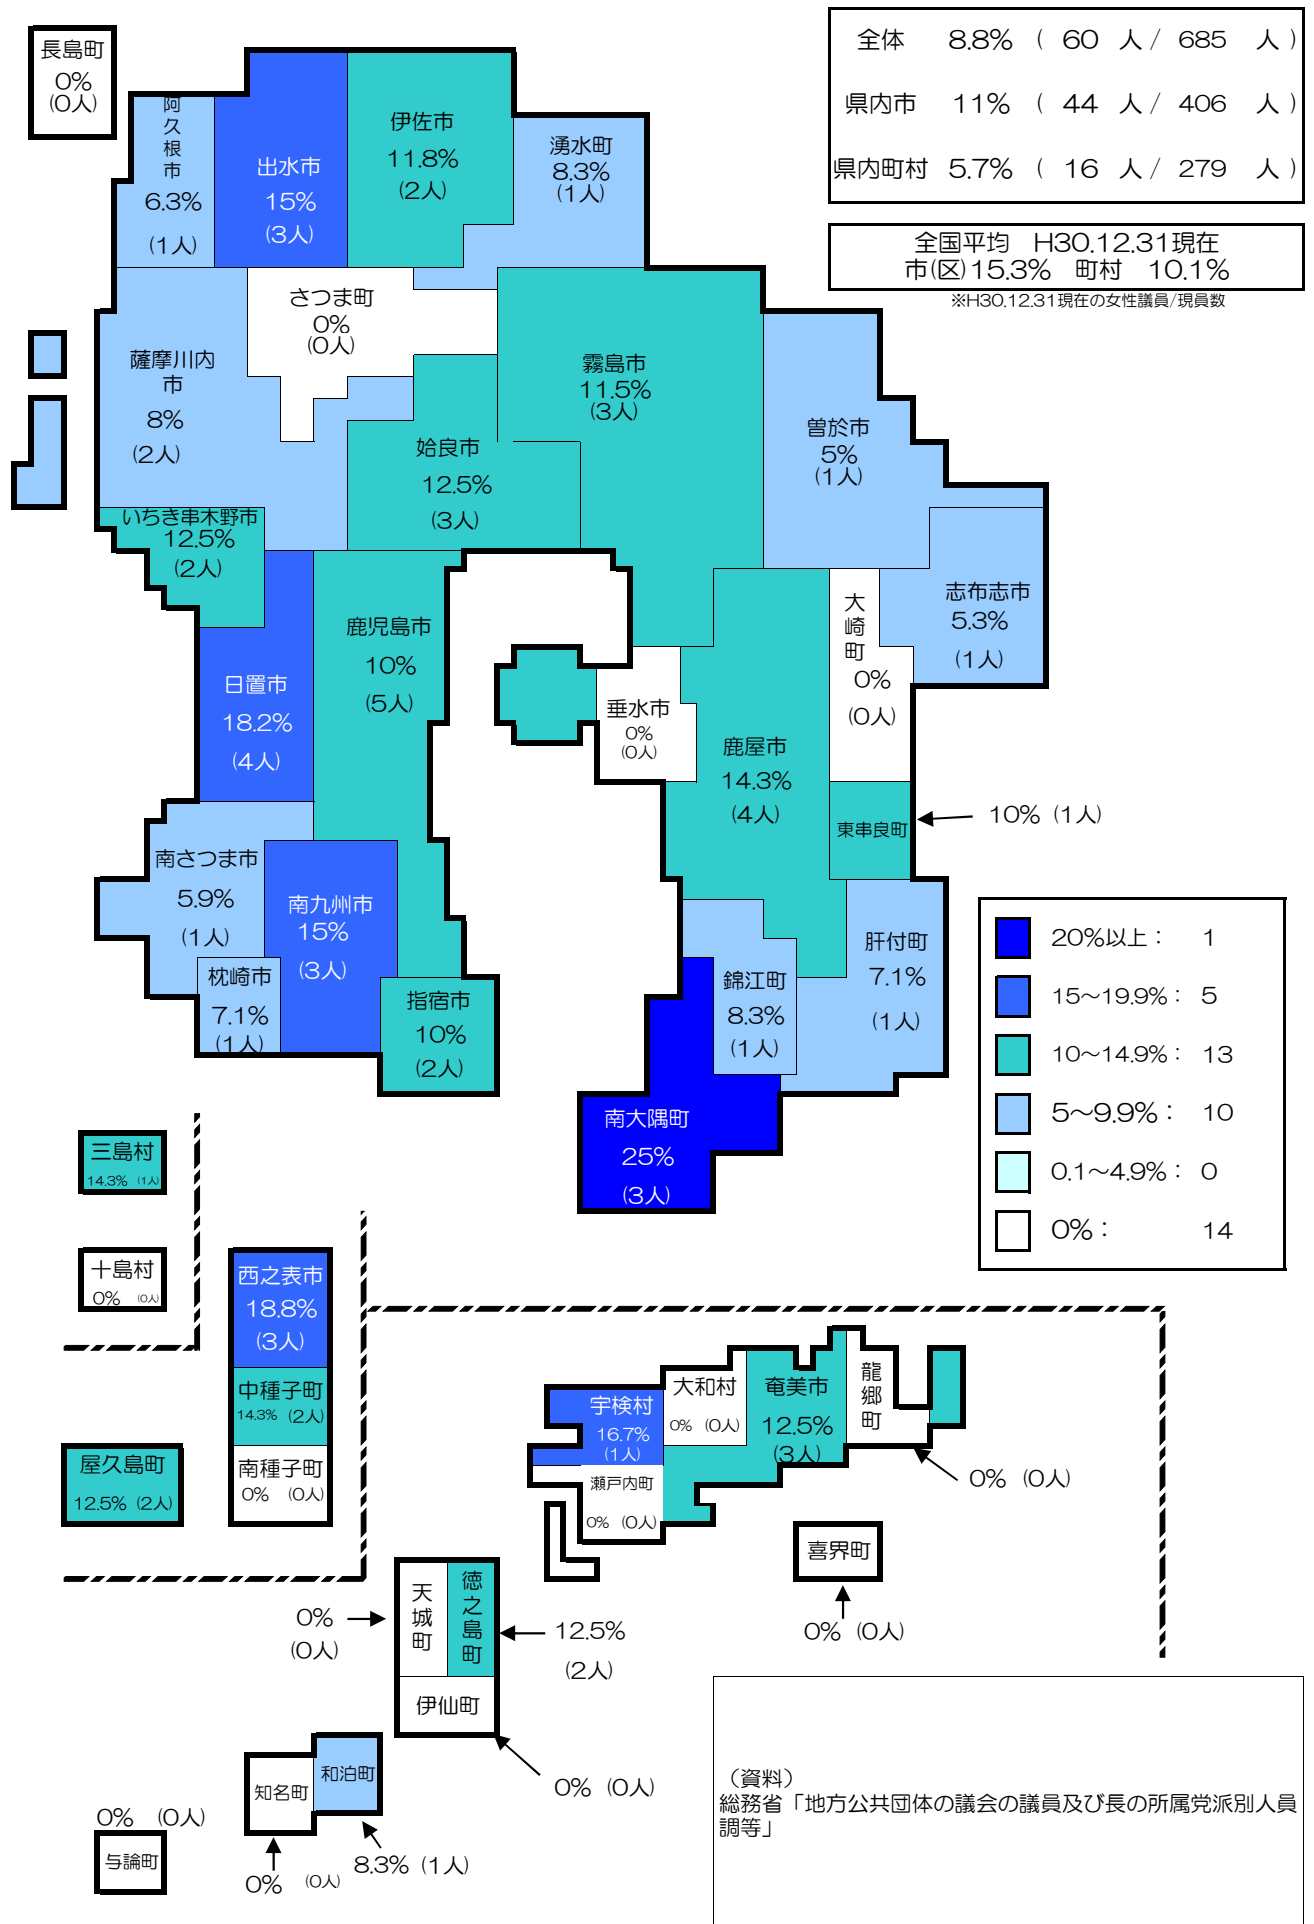 全体 8.8% ( 60 人 / 685 人 )
県内市 11% ( 44 人 / 406 人 )
県内町村 5.7% ( 16 人 / 279 人 )
全国平均 H30.12.31現在
市(区)15.3% 町村 10.1%
※H30.12.31現在の女性議員/現員数
長島町
0%
(0人)
阿久根市
6.3%
(1人)
出水市
15%
(3人)
伊佐市
11.8%
(2人)
湧水町
8.3%
(1人)
さつま町
0%
(0人)
薩摩川内
市
8%
(2人)
霧島市
11.5%
(3人)
姶良市
12.5%
(3人)
曽於市
5%
(1人)
いちき串木野市
12.5%
(2人)
志布志市
5.3%
(1人)
大崎町
0%
(0人)
鹿児島市
10%
(5人)
日置市
18.2%
(4人)
垂水市
0%
(0人)
鹿屋市
14.3%
(4人)
東串良町
10% (1人)
南さつま市
5.9%
(1人)
南九州市
15%
(3人)
枕崎市
7.1%
(1人)
指宿市
10%
(2人)
肝付町
7.1%
(1人)
錦江町
8.3%
(1人)
南大隅町
25%
(3人)
20%以上: 1
15~19.9%: 5
10~14.9%: 13
5~9.9%: 10
0.1~4.9%: 0
0%: 14
三島村
14.3% (1人)
十島村
0% (0人)
西之表市
18.8%
(3人)
中種子町
14.3% (2人)
南種子町
0% (0人)
屋久島町
12.5% (2人)
宇検村
16.7%
(1人)
大和村
0% (0人)
奄美市
12.5%
(3人)
龍郷町
0% (0人)
瀬戸内町
0% (0人)
喜界町
0% (0人)
天城町
0%
(0人)
徳之島町
12.5%
(2人)
伊仙町
0% (0人)
和泊町
8.3% (1人)
知名町
0% (0人)
0% (0人)
与論町
(資料)
総務省「地方公共団体の議会の議員及び長の所属党派別人員
調等」